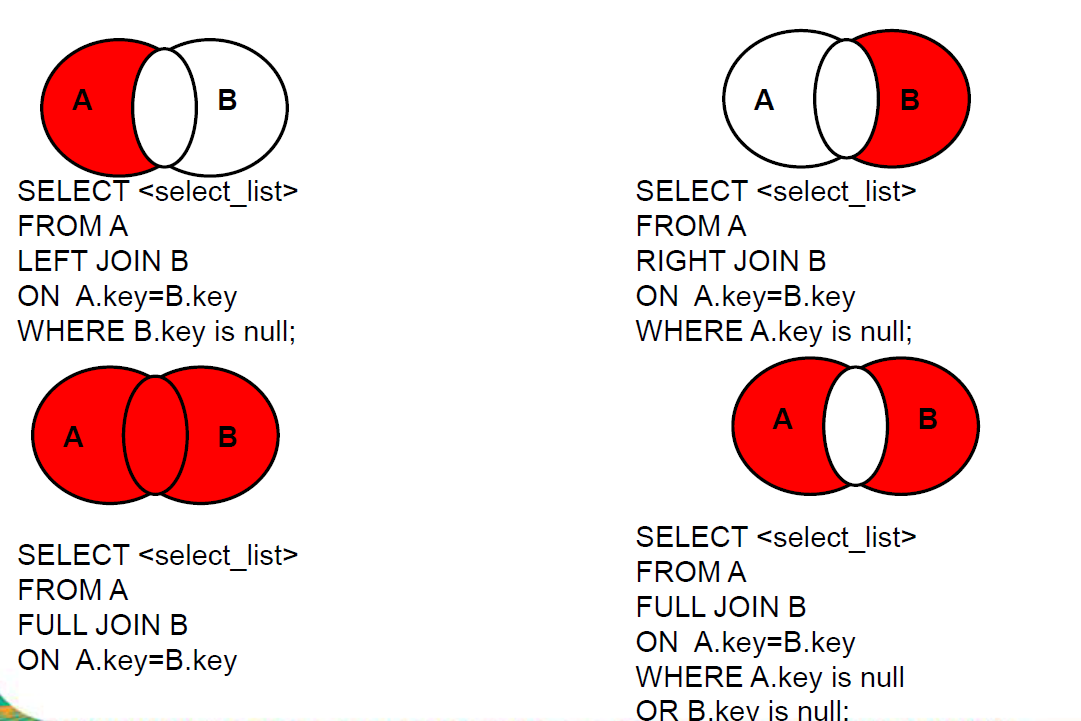 A B
SELECT <select_list>
FROM A
LEFT JOIN B
ON A.key=B.key
WHERE B.key is null;
A B
SELECT <select_list>
FROM A
RIGHT JOIN B
ON A.key=B.key
WHERE A.key is null;
A B
SELECT <select_list>
FROM A
FULL JOIN B
ON A.key=B.key
A B
SELECT <select_list>
FROM A
FULL JOIN B
ON A.key=B.key
WHERE A.key is null
OR B.key is null;